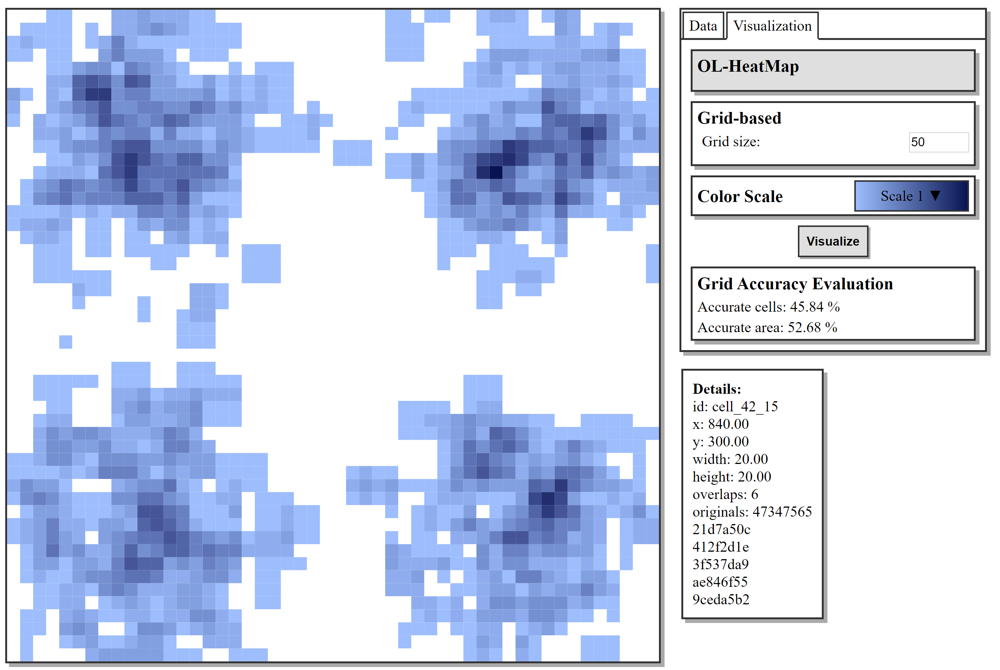 Data
Visualization
OL-HeatMap
Grid-based
Grid size:
50
Color Scale
Scale 1 ▼
Visualize
Grid Accuracy Evaluation
Accurate cells: 45.84 %
Accurate area: 52.68 %
Details:
id: cell_42_15
x: 840.00
y: 300.00
width: 20.00
height: 20.00
overlaps: 6
originals: 47347565
21d7a50c
412f2d1e
3f537da9
ae846f55
9ceda5b2